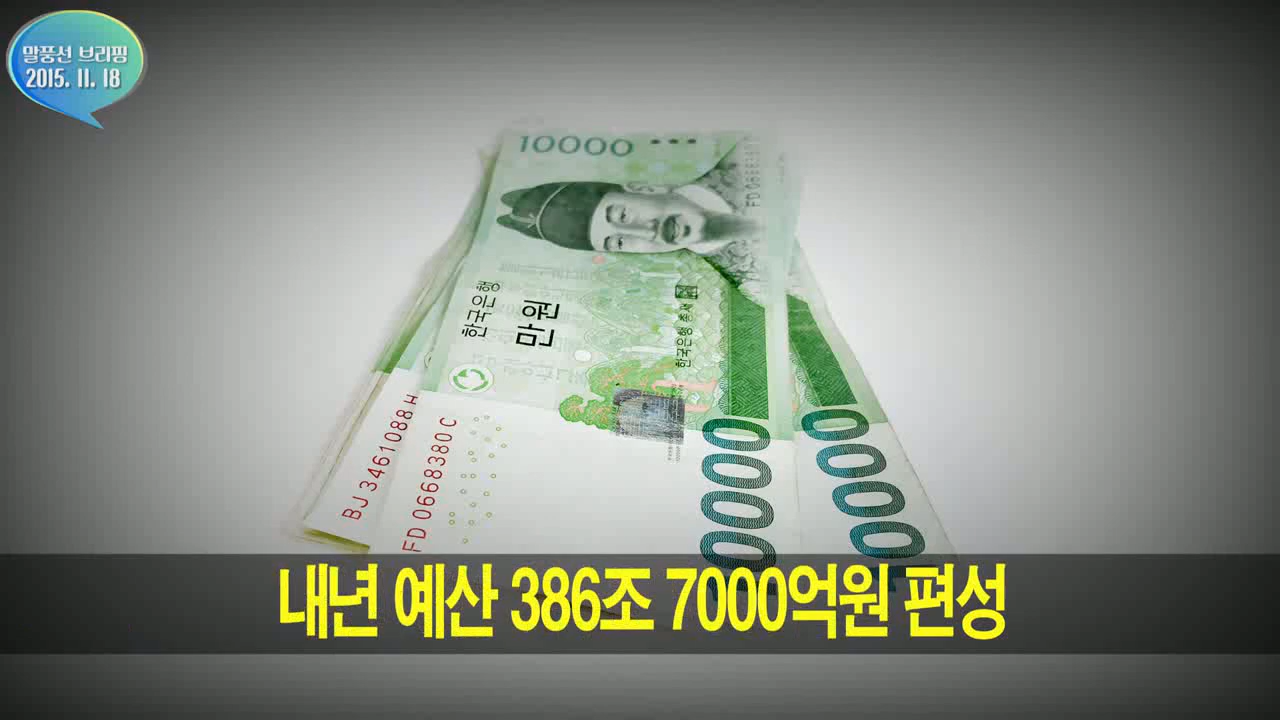 말풍선 브리핑
2015. 11. 18
10000
FD 0668380 C
한국은행
만원
한국은행 총재
BJ 3461088 H
FD 0668380 C
내년 예산 386조 7000억원 편성